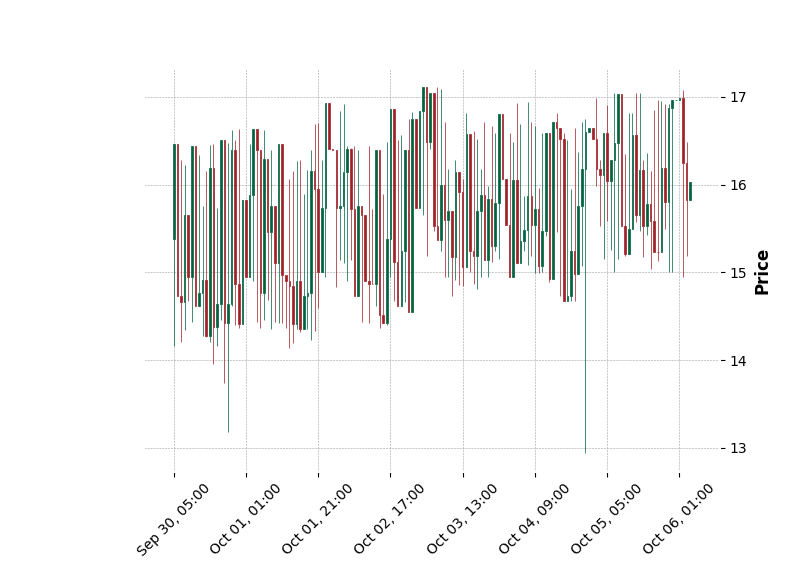 17
16
15
14
13
Price
Sep 30, 05:00
Oct 01, 01:00
Oct 01, 21:00
Oct 02, 17:00
Oct 03, 13:00
Oct 04, 09:00
Oct 05, 05:00
Oct 06, 01:00